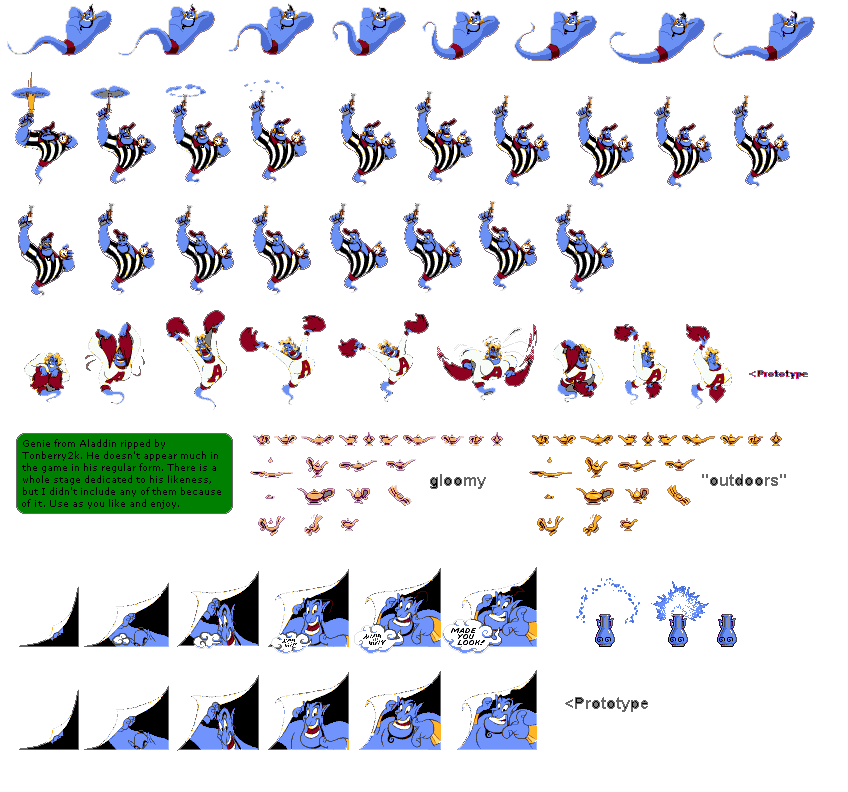 <Prototype
Genie from Aladdin ripped by
Tonberry2k. He doesn't appear much in
the game in his regular form. There is a
whole stage dedicated to his likeness,
but I didn't include any of them because
of it. Use as you like and enjoy.
gloomy
"outdoors"
MADE
YOU
LOOK!
<Prototype